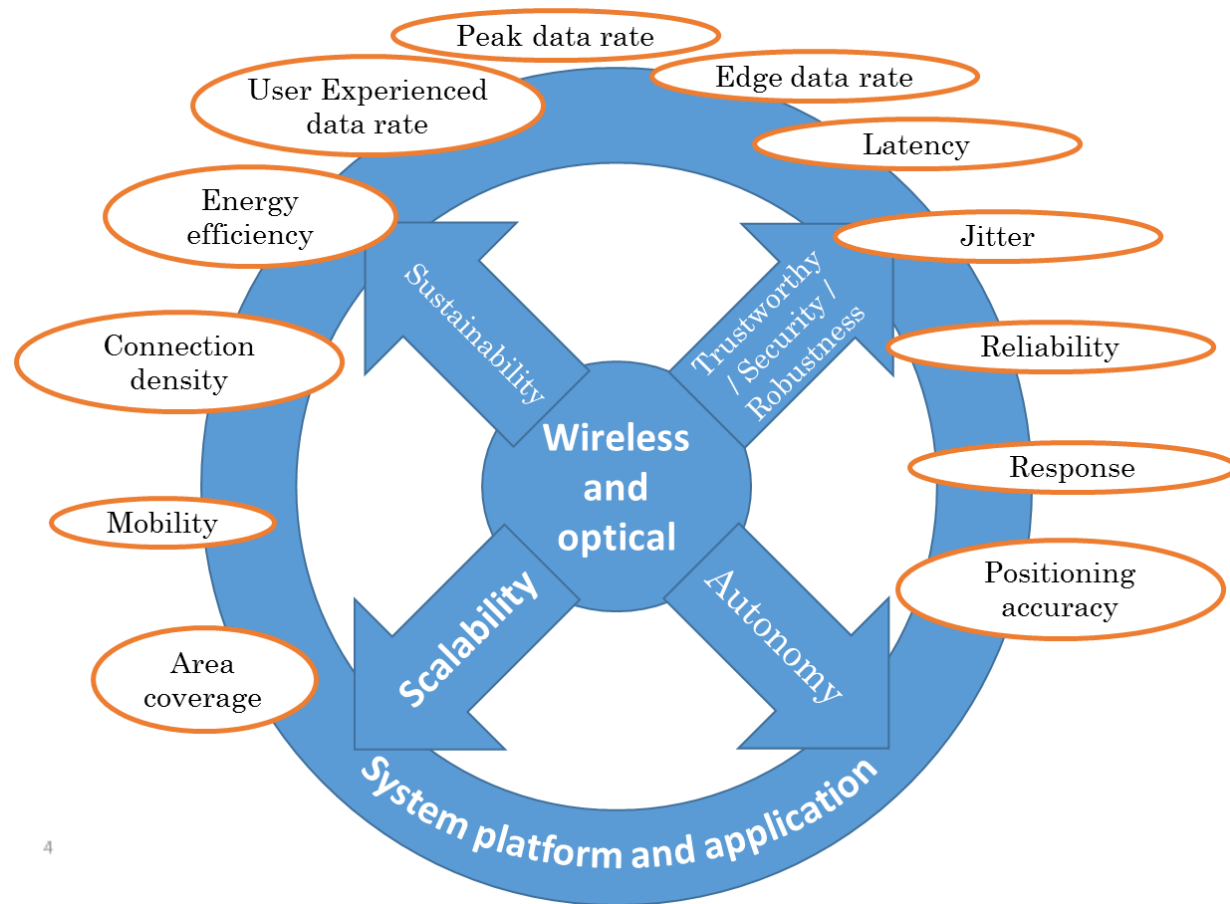 Peak data rate
Edge data rate
User Experienced
data rate
Latency
Energy
efficiency
Jitter
Sustainability
Trustworthy
/ Security /
Robustness
Connection
density
Reliability
Wireless
and
optical
Response
Mobility
Scalability
Autonomy
Positioning
accuracy
Area
coverage
System platform and application
4